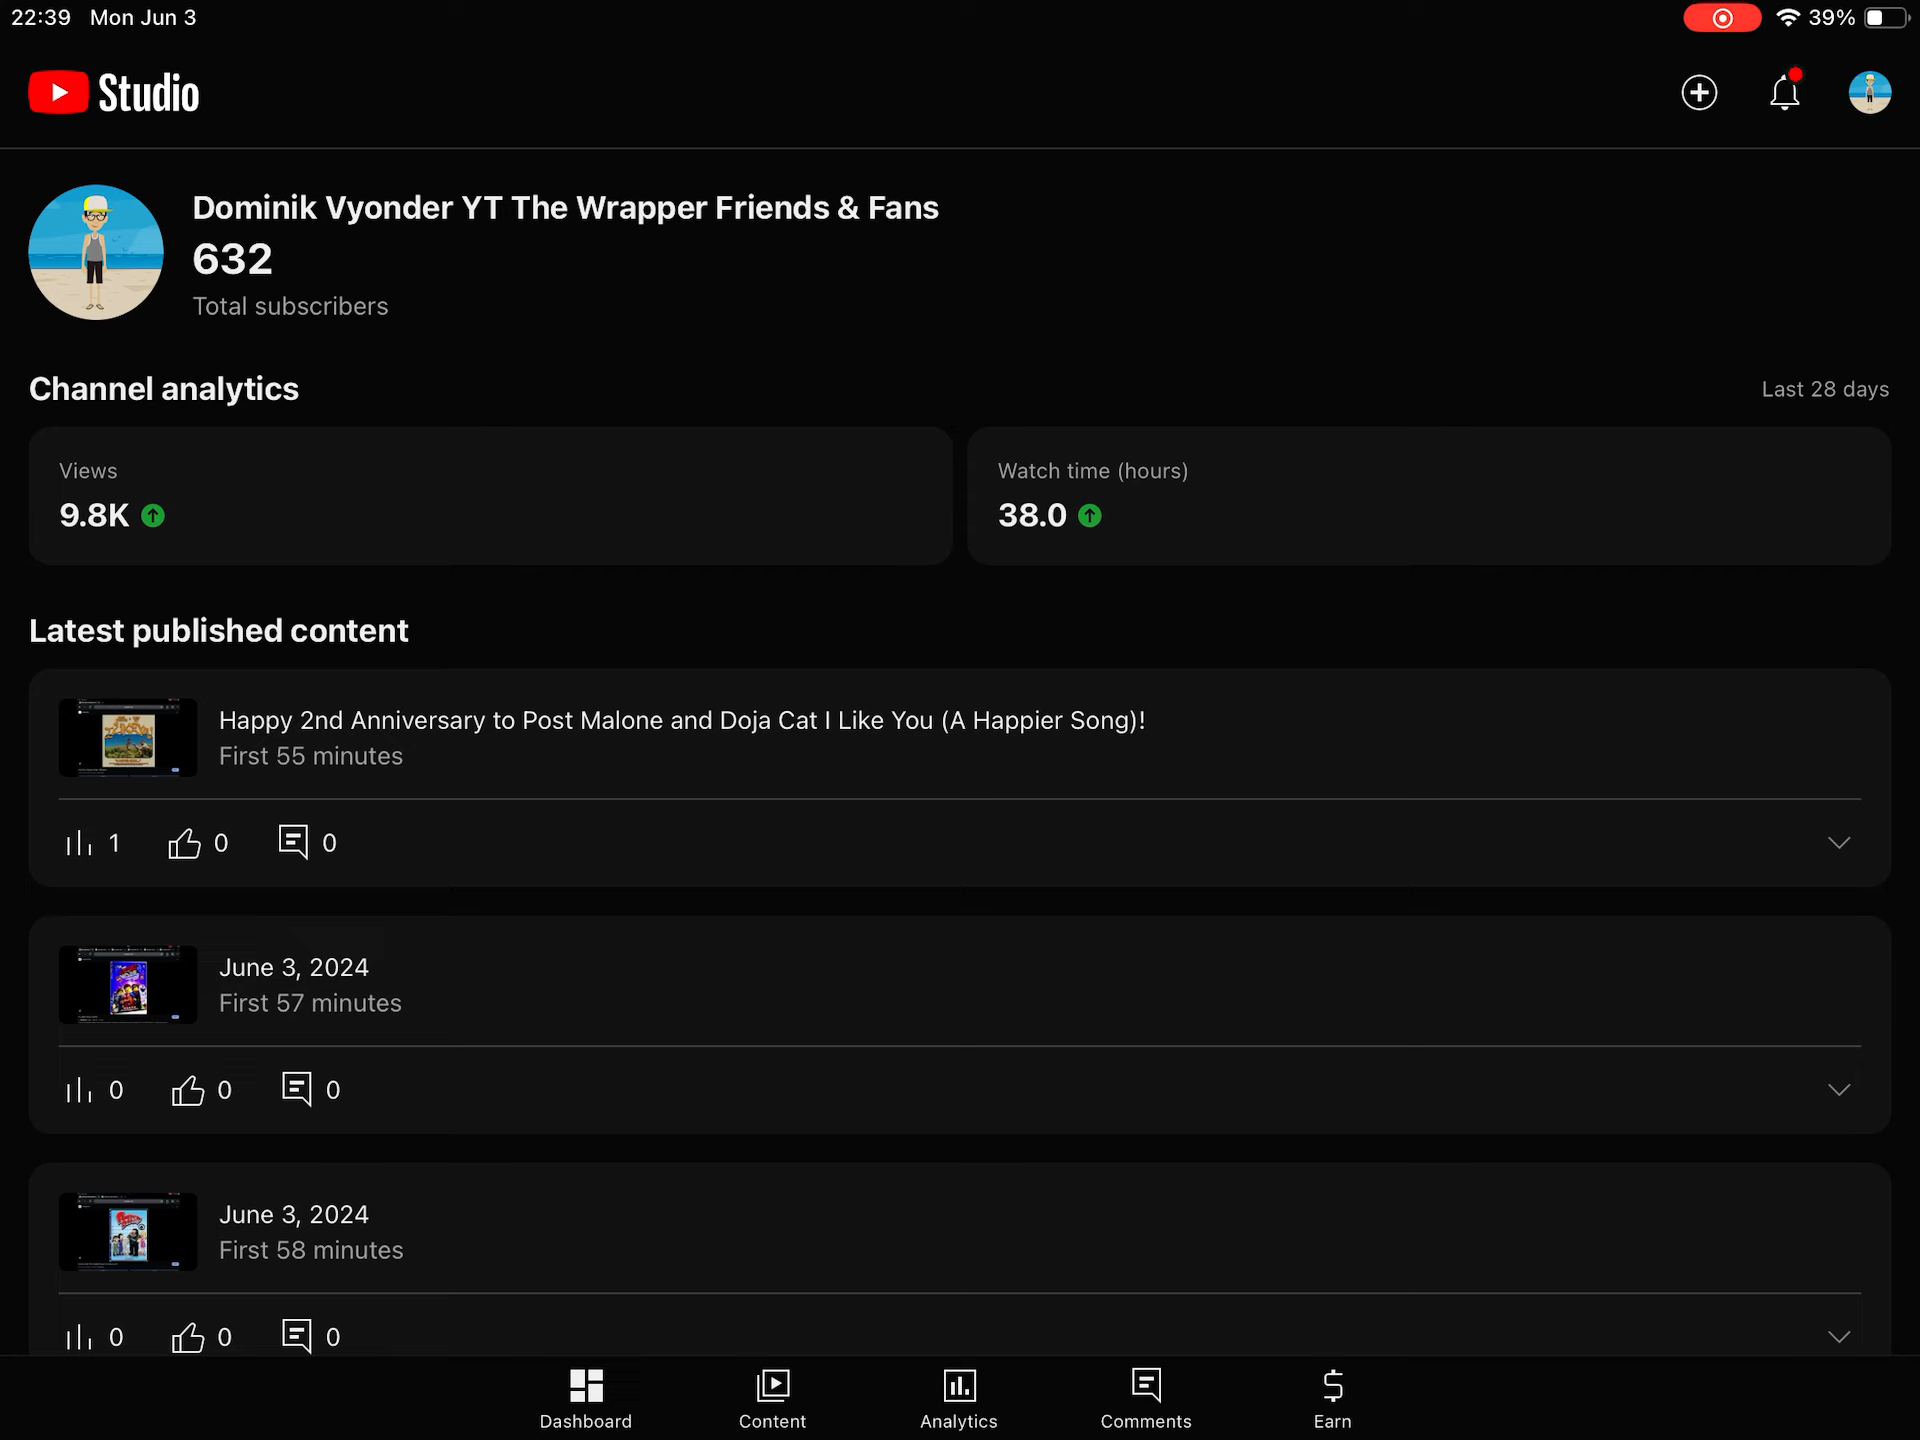 22:39 Mon Jun 3
39%
Studio
Dominik Vyonder YT The Wrapper Friends & Fans
632
Total subscribers
Channel analytics
Last 28 days
Views
9.8K
Watch time (hours)
38.0
Latest published content
Happy 2nd Anniversary to Post Malone and Doja Cat I Like You (A Happier Song)!
First 55 minutes
1 0 0
June 3, 2024
First 57 minutes
0 0 0
June 3, 2024
First 58 minutes
0 0 0
Dashboard
Content
Analytics
Comments
Earn